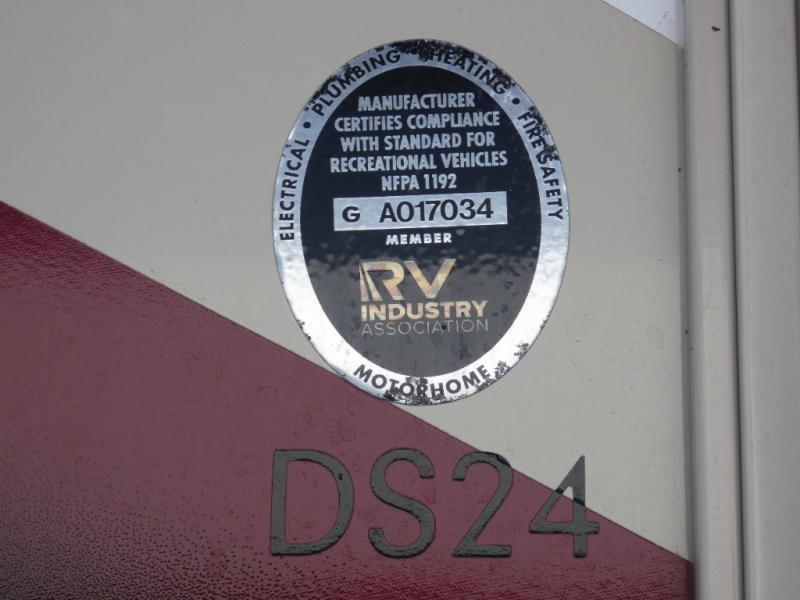 ELECTRICAL • PLUMBING • HEATING • FIRE SAFETY
MANUFACTURER
CERTIFIES COMPLIANCE
WITH STANDARD FOR
RECREATIONAL VEHICLES
NFPA 1192
G A017034
MEMBER
RV
INDUSTRY
ASSOCIATION
MOTORHOME
DS24